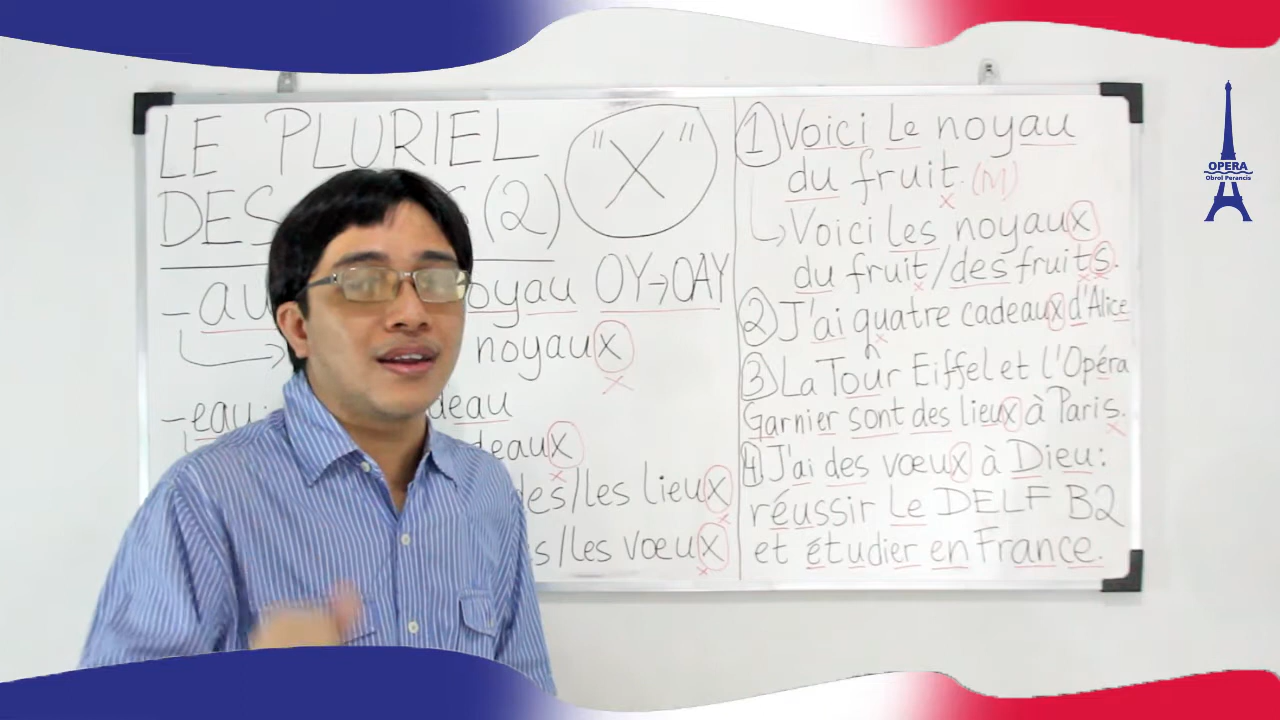 LE PLURIEL
DES (2)
"X"
- au oyau OY→OAY
noyaux
x
- eau: deau
deaux
x
des/les lieux
x
s/les vœux
x
1 Voici Le noyau
du fruit. (M)
x
Voici les noyaux
du fruit/des fruits.
x x x
2 J'ai quatre cadeaux d'Alice
x
3 La Tour Eiffel et l'Opéra
Garnier sont des lieux à Paris.
x
4 J'ai des vœux à Dieu:
réussir Le DELF B2
et étudier en France.
OPERA
Obrol Perancis